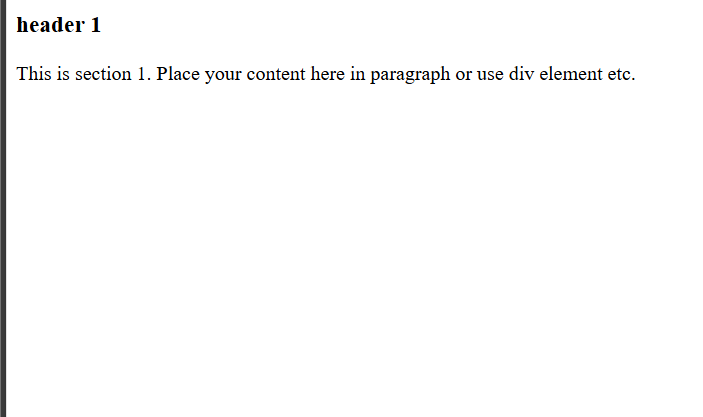 header 1
This is section 1. Place your content here in paragraph or use div element etc.